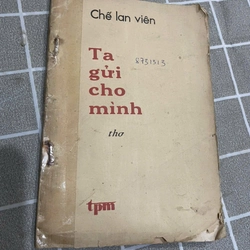 Chế lan viên
Ta
gửi
cho
mình
thơ
tpm